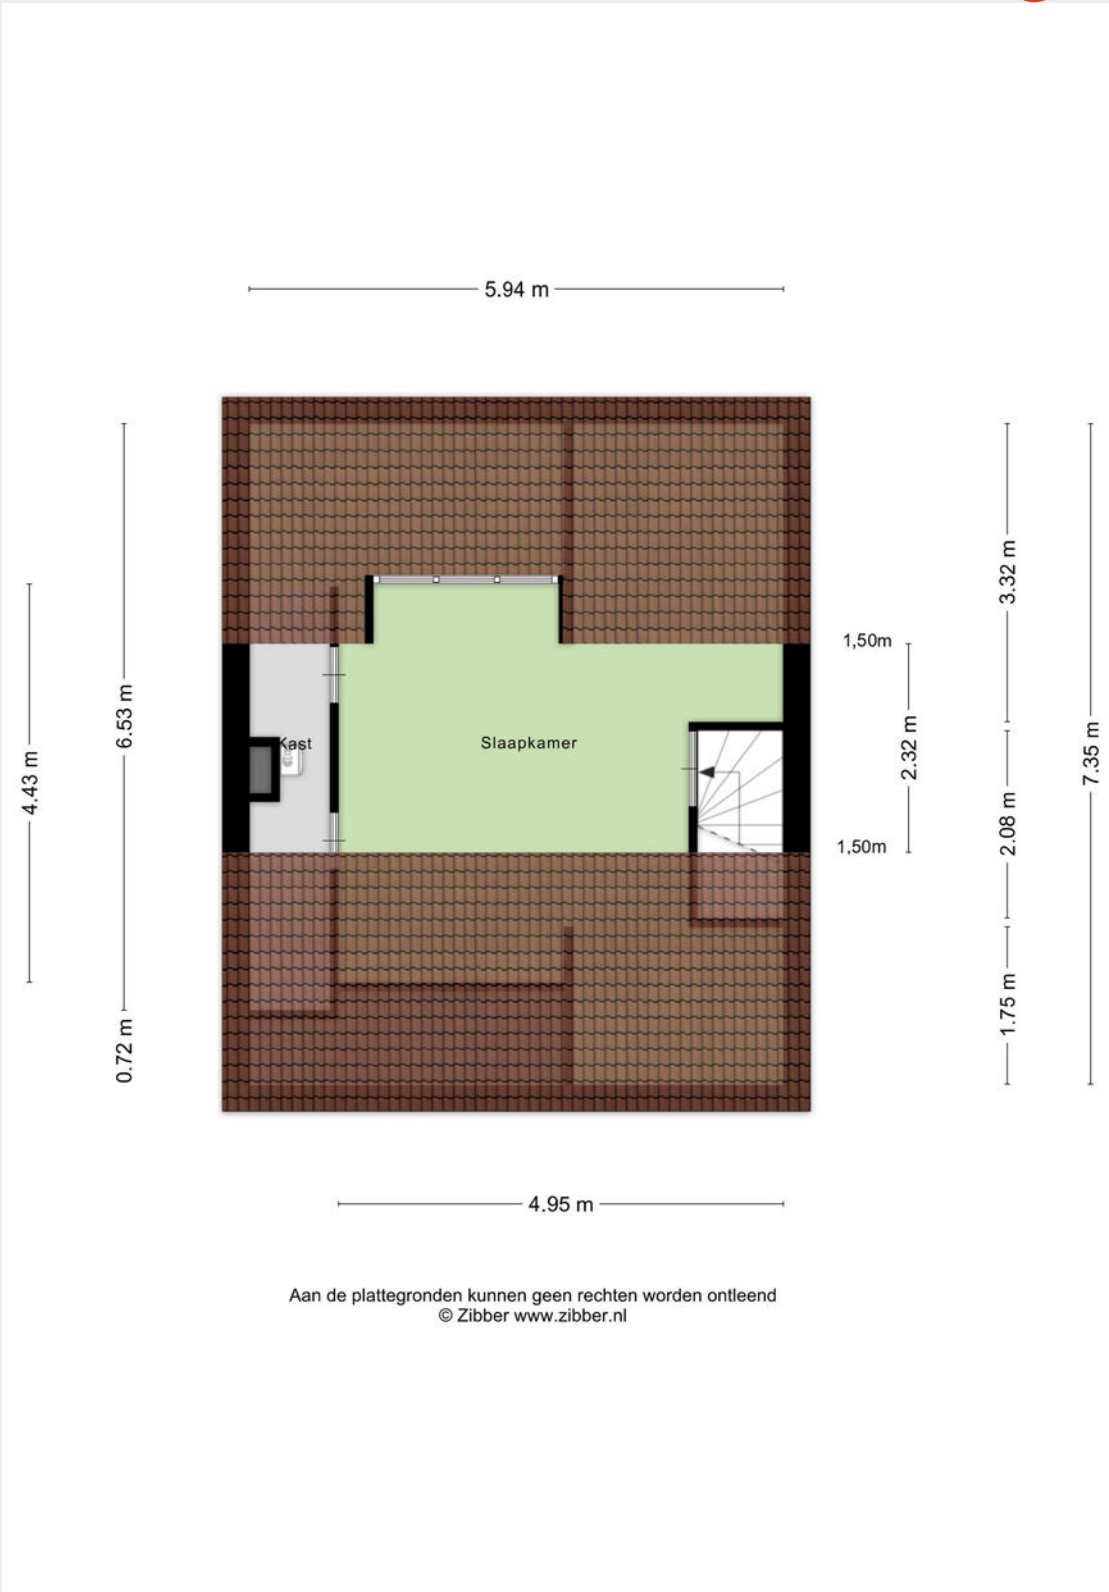 5.94 m
3.32 m
1,50m
6.53 m
Kast
Slaapkamer
2.32 m
7.35 m
4.43 m
2.08 m
1,50m
1.75 m
0.72 m
4.95 m
Aan de plattegronden kunnen geen rechten worden ontleend
© Zibber www.zibber.nl